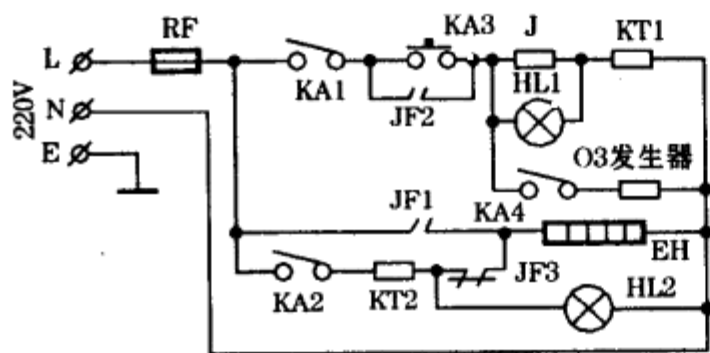 RF
KA3
J
KT1
L
HL1
KA1
JF2
N
220V
E
O3发生器
JF1
KA4
EH
JF3
KA2
KT2
HL2